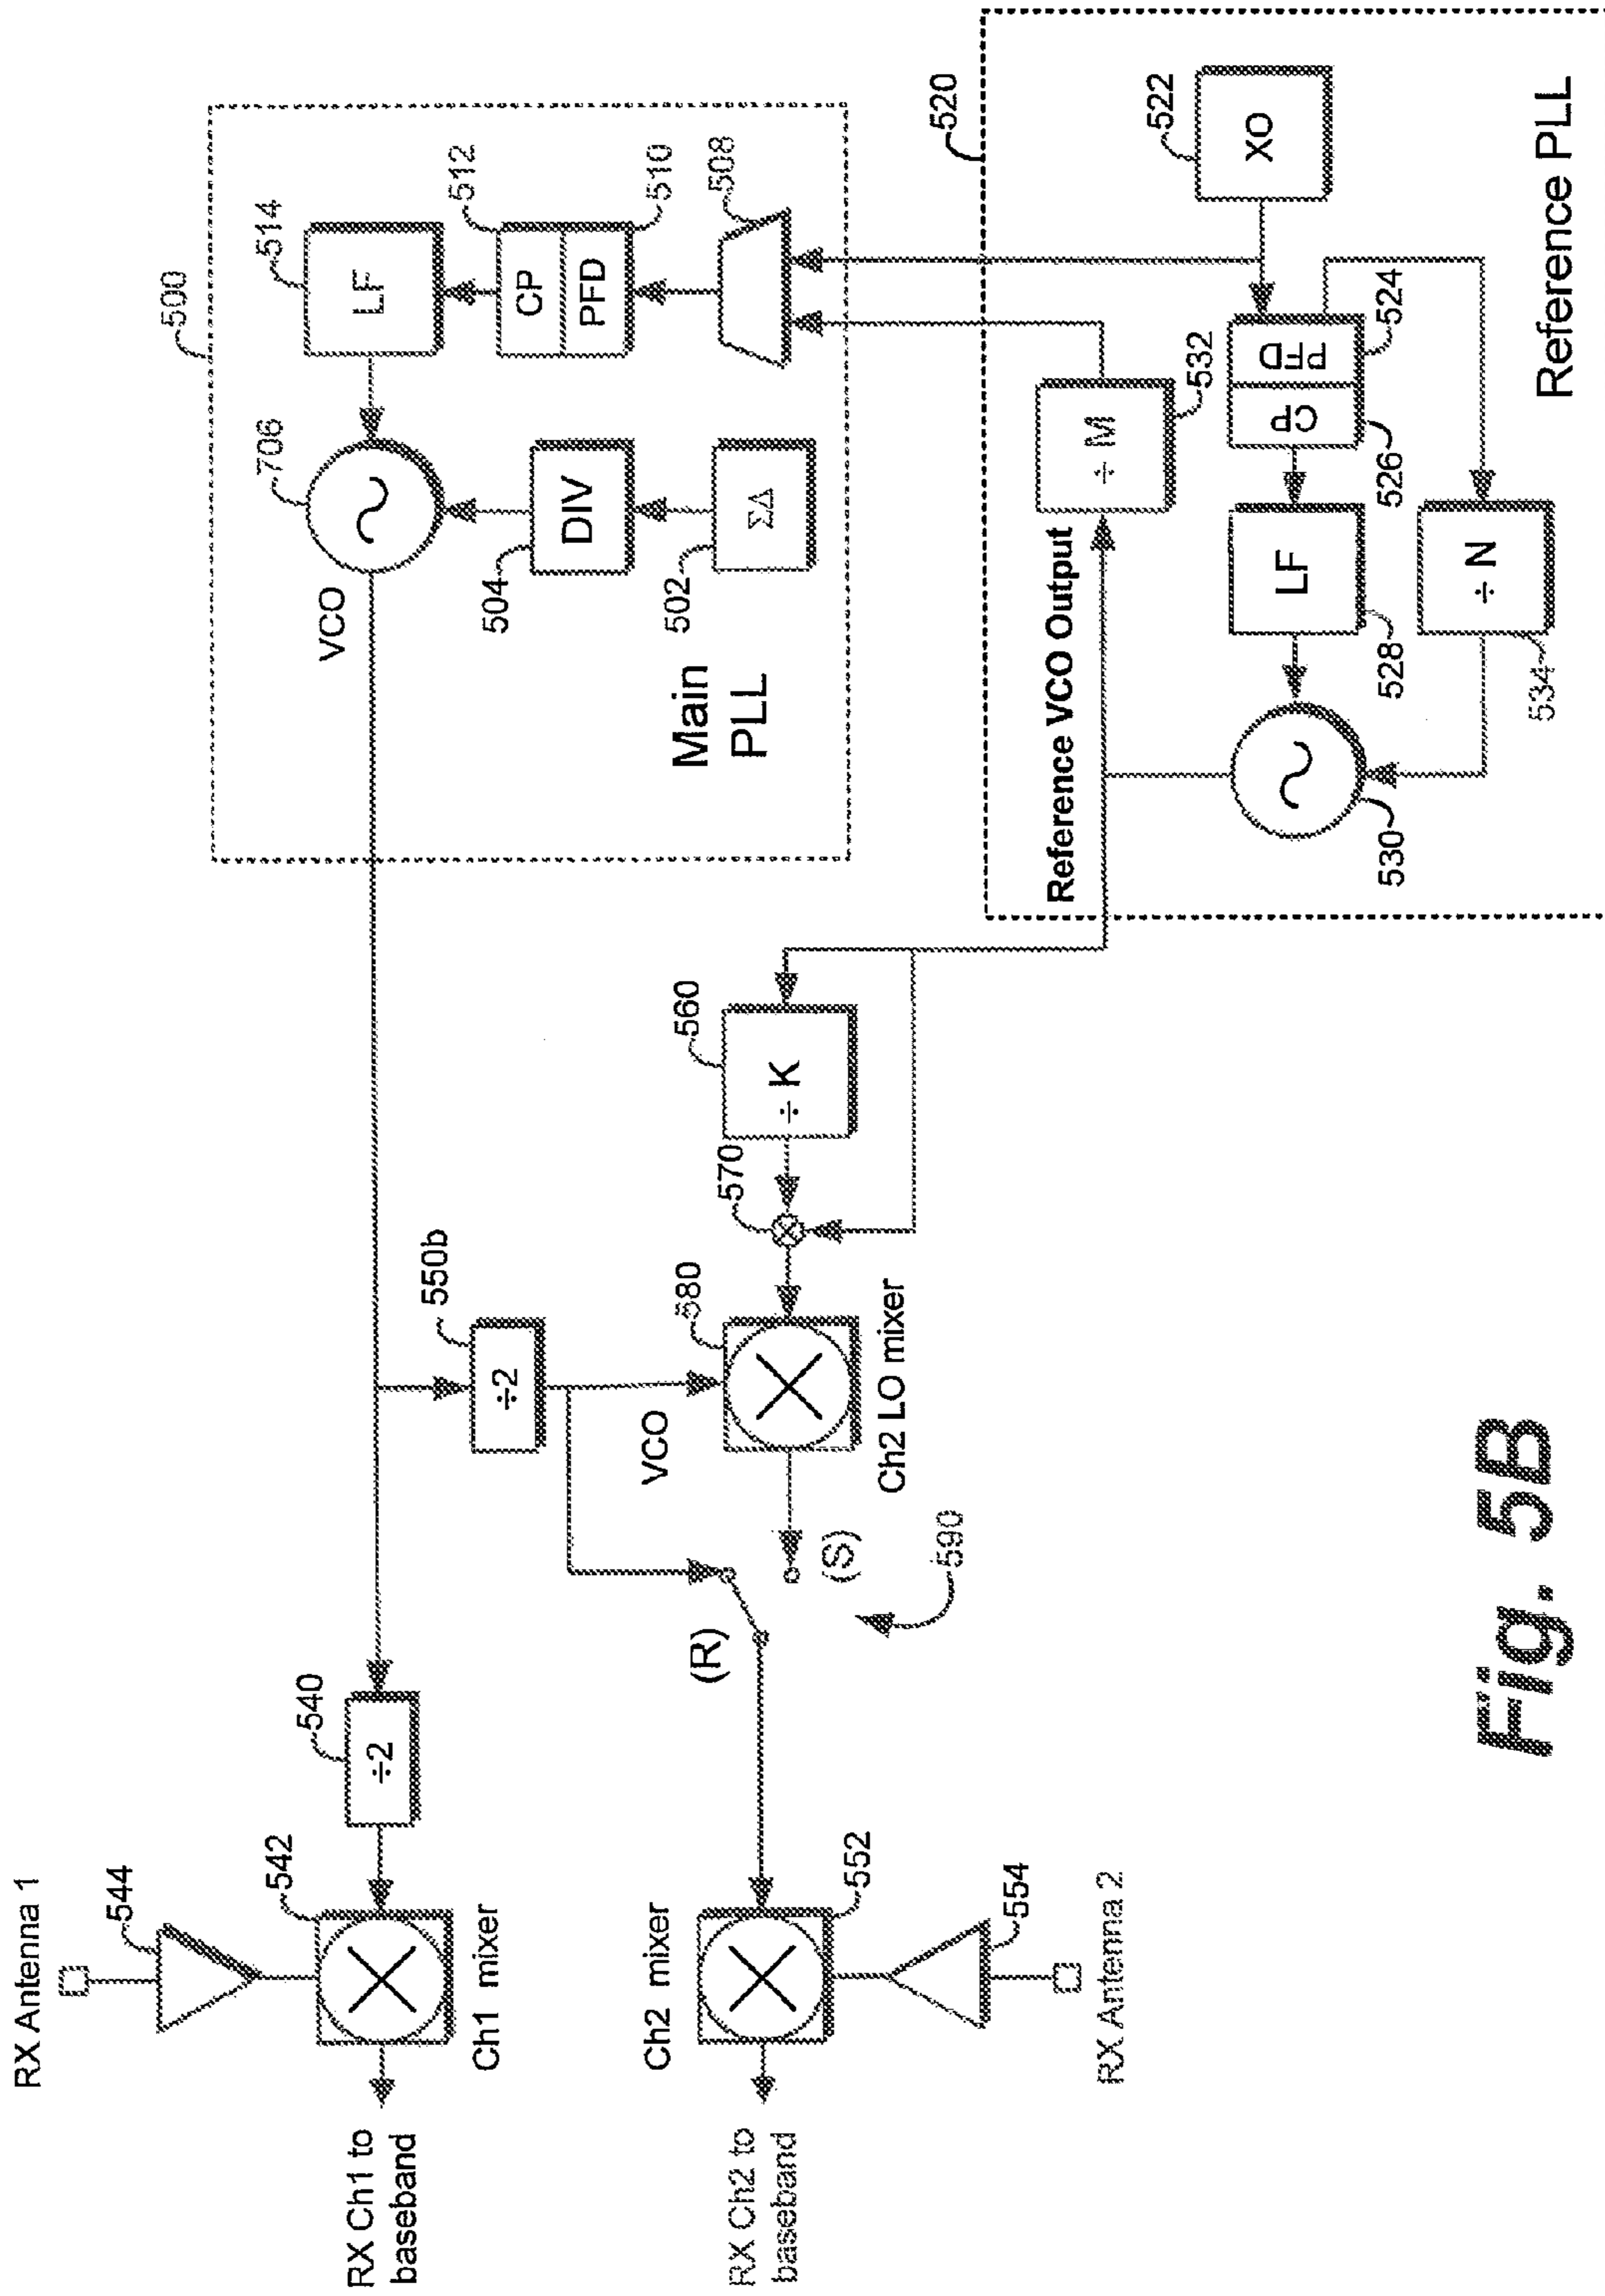 RX Antenna 1
544
542
540
÷2
Ch1 mixer
RX Ch1 to
baseband
550b
÷2
VCO
500
VCO
706
514
LF
512
CP
PFD
510
508
504
DIV
502
ΣΔ
Main
PLL
Ch2 mixer
552
554
RX Antenna 2
RX Ch2 to
baseband
(R)
(S)
590
580
Ch2 LO mixer
570
560
÷ K
520
522
XO
÷ M
532
Reference VCO Output
PFD
524
CP
526
LF
528
530
÷ N
534
Reference PLL
Fig. 5B